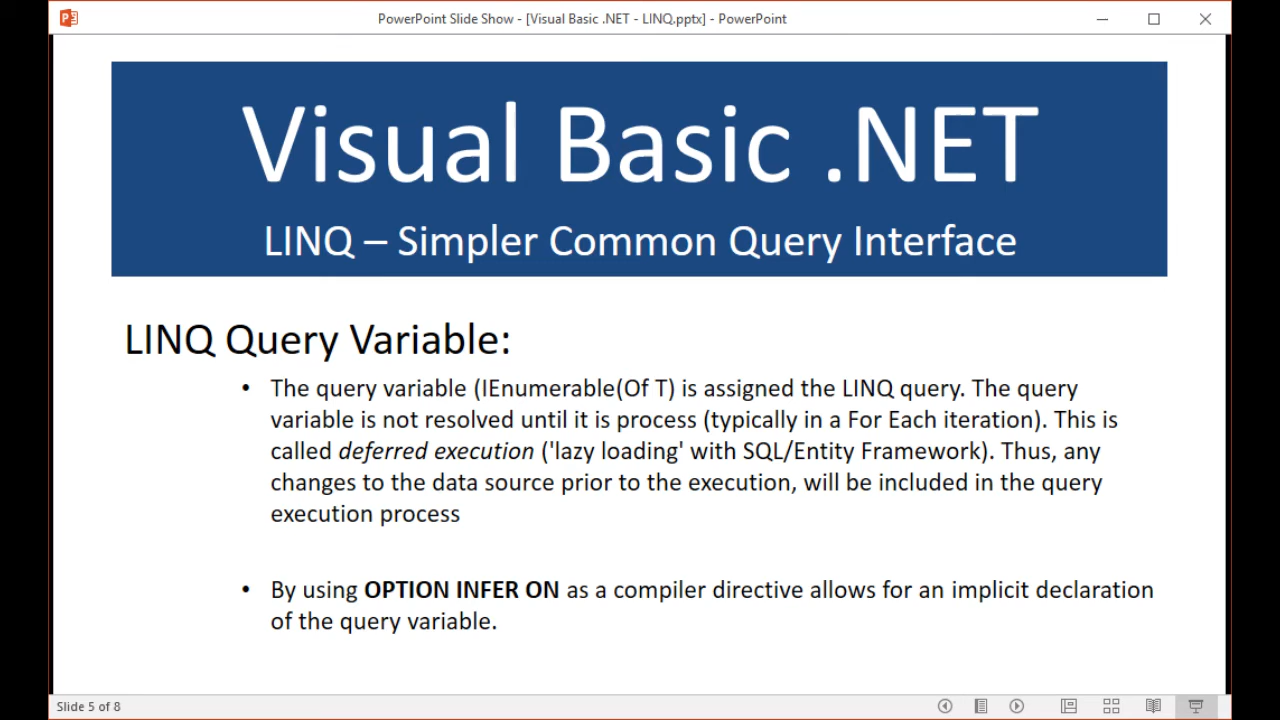 PowerPoint Slide Show - [Visual Basic .NET - LINQ.pptx] - PowerPoint
Visual Basic .NET
LINQ – Simpler Common Query Interface
LINQ Query Variable:
• The query variable (IEnumerable(Of T) is assigned the LINQ query. The query
variable is not resolved until it is process (typically in a For Each iteration). This is
called deferred execution ('lazy loading' with SQL/Entity Framework). Thus, any
changes to the data source prior to the execution, will be included in the query
execution process
• By using OPTION INFER ON as a compiler directive allows for an implicit declaration
of the query variable.
Slide 5 of 8